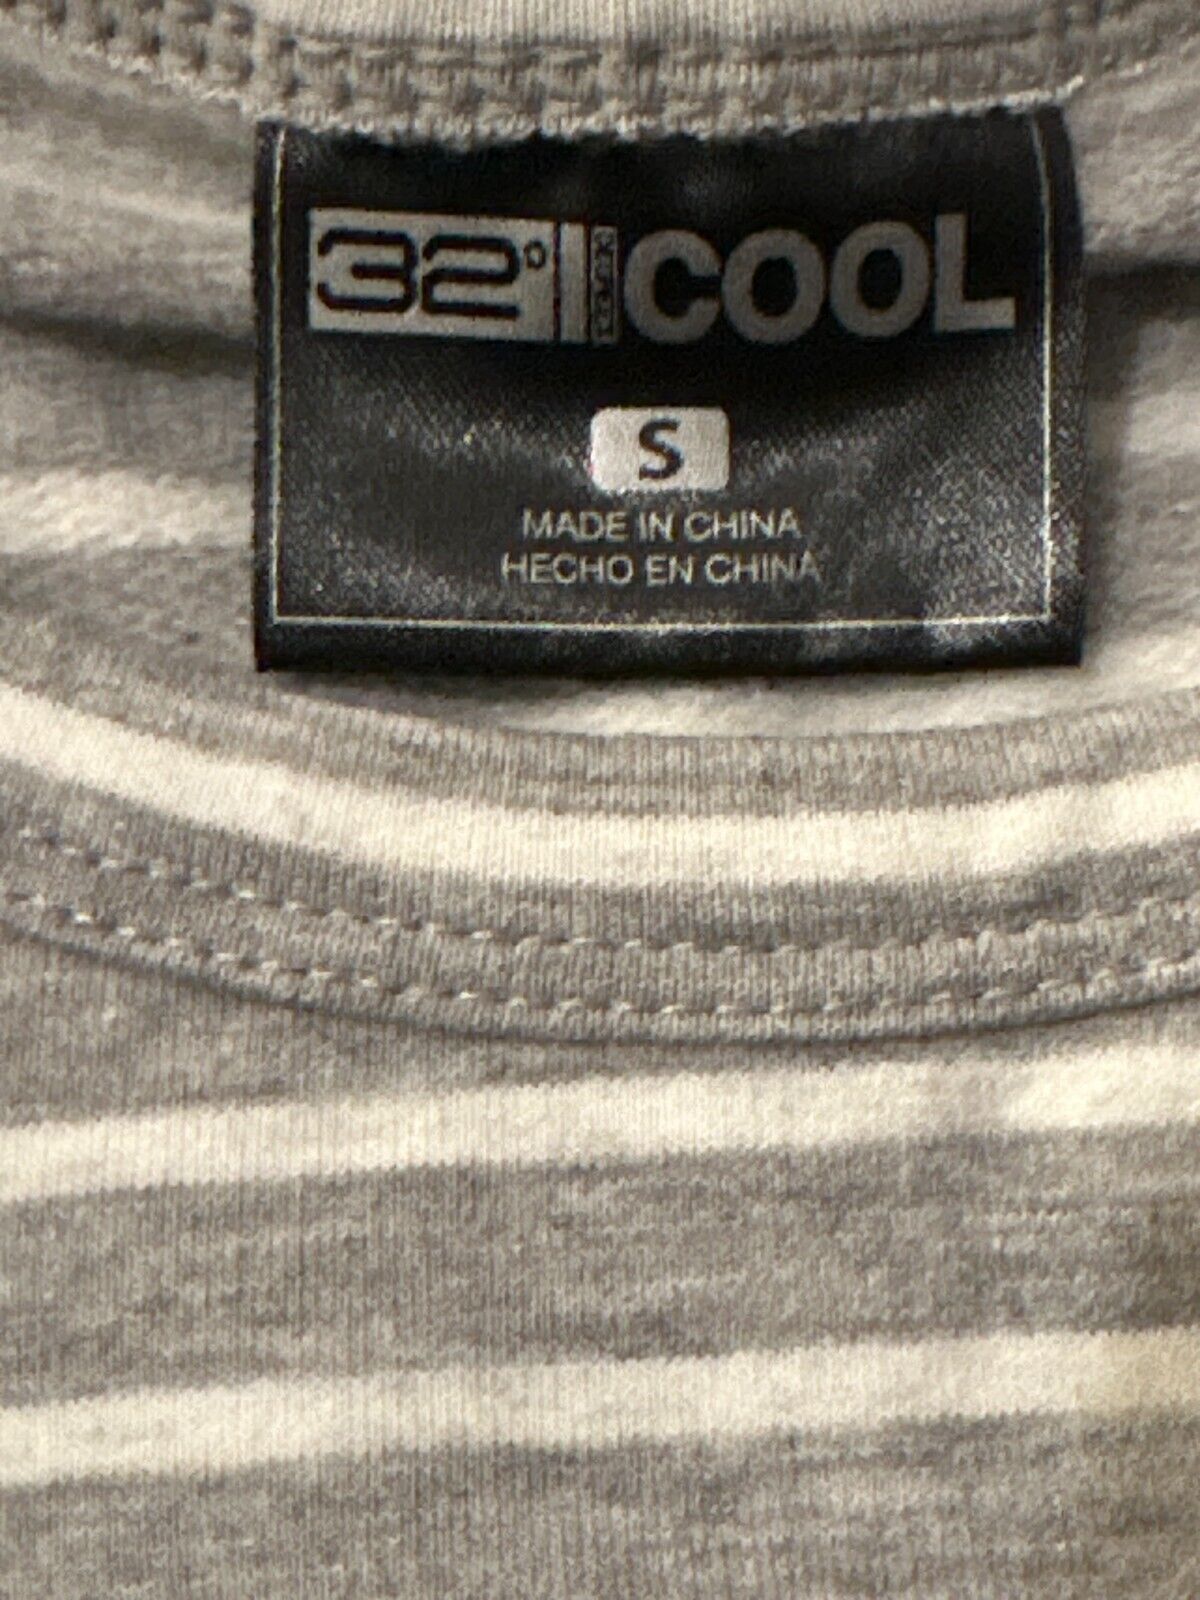 32° COOL
S
MADE IN CHINA
HECHO EN CHINA